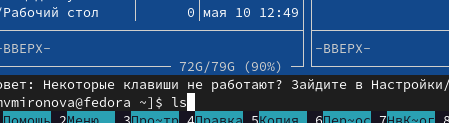 /Рабочий стол 0 мая 10 12:49
-ВВЕРХ- -ВВЕРХ-
72G/79G (90%)
овет: Некоторые клавиши не работают? Зайдите в Настройки/
mvmironova@fedora ~]$ ls
Помощь 2Меню 3Про~тр 4Правка 5Копия 6Пер~ос 7НвК~ог 8